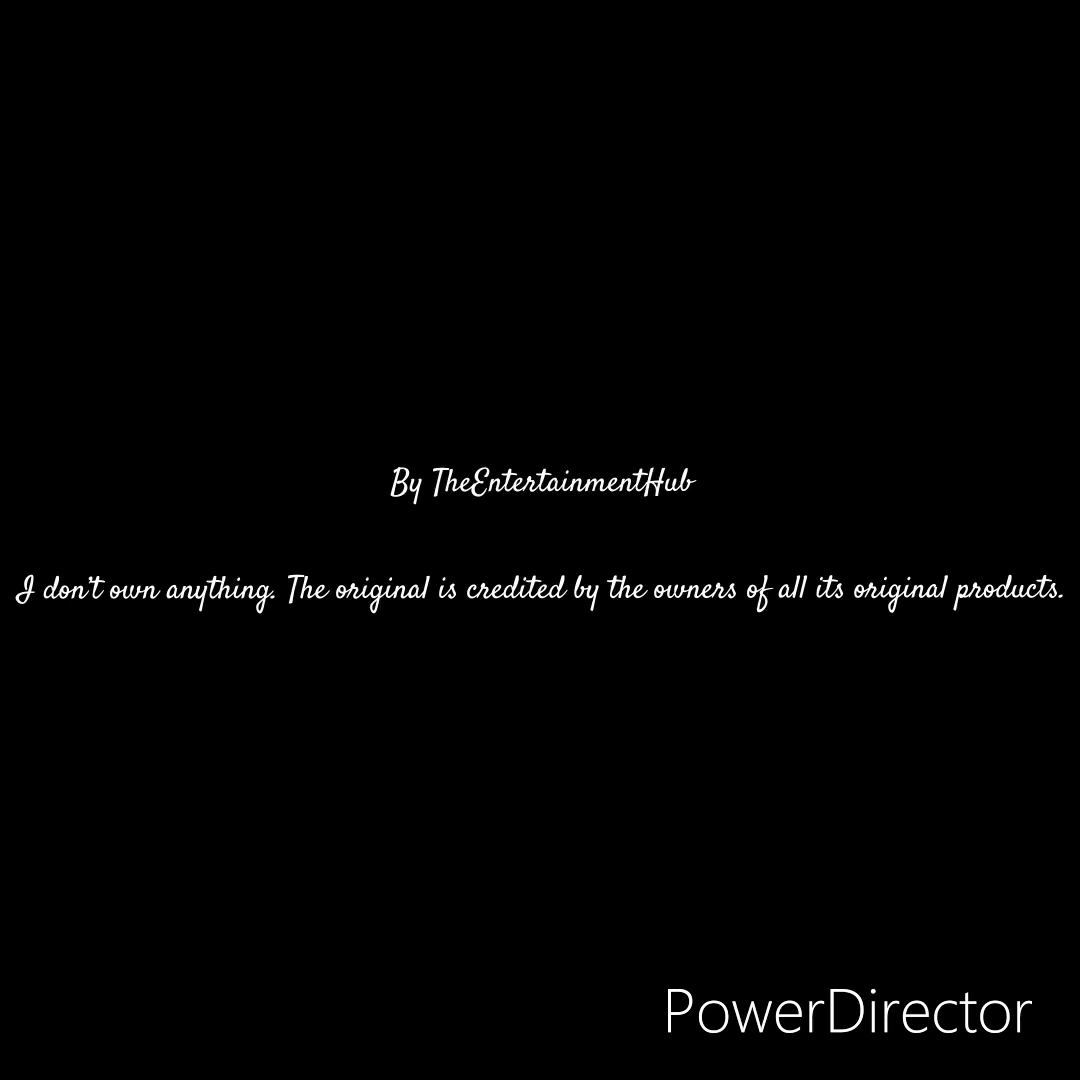 By TheEntertainmentHub
I don't own anything. The original is credited by the owners of all its original products.
PowerDirector